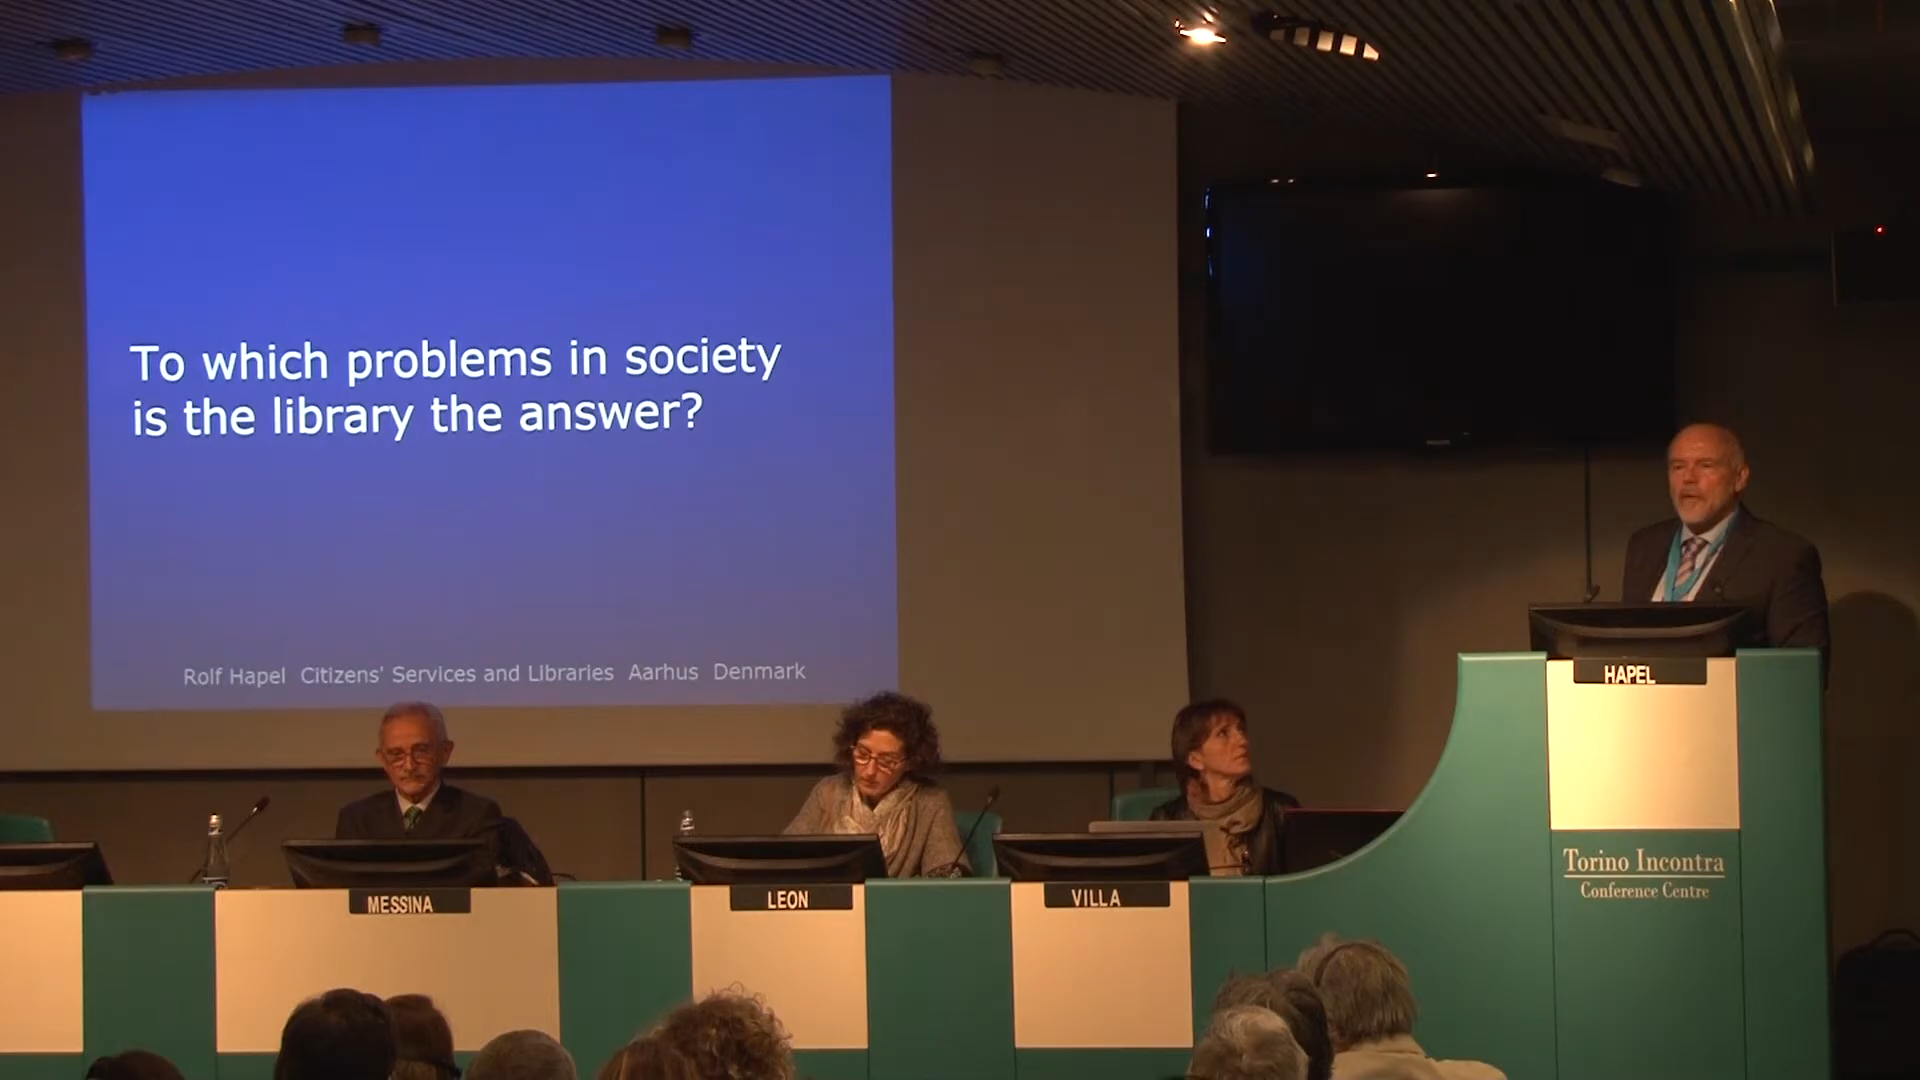 To which problems in society
is the library the answer?
Rolf Hapel Citizens' Services and Libraries Aarhus Denmark
HAPEL
MESSINA
LEON
VILLA
Torino Incontra
Conference Centre